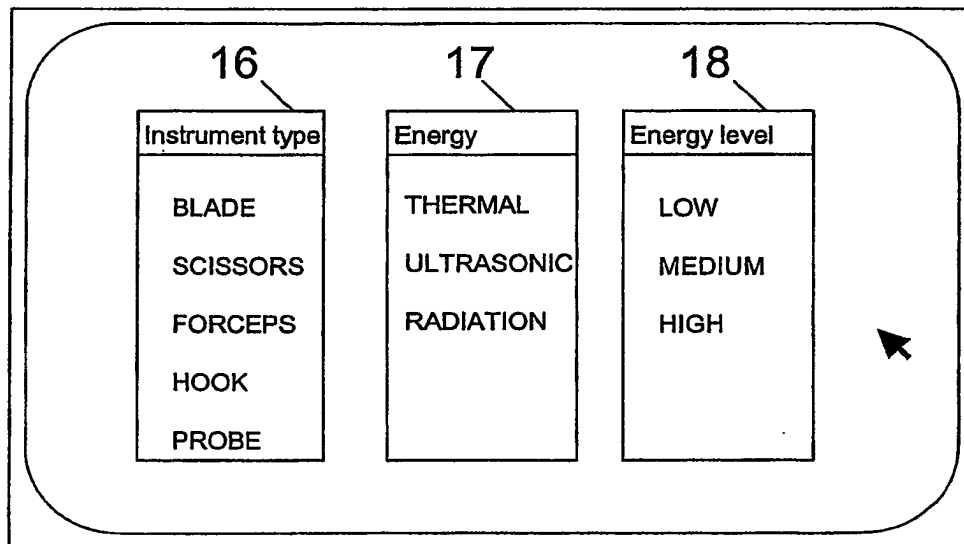 16 17 18
Instrument type Energy Energy level
BLADE THERMAL LOW
SCISSORS ULTRASONIC MEDIUM
FORCEPS RADIATION HIGH
HOOK
PROBE